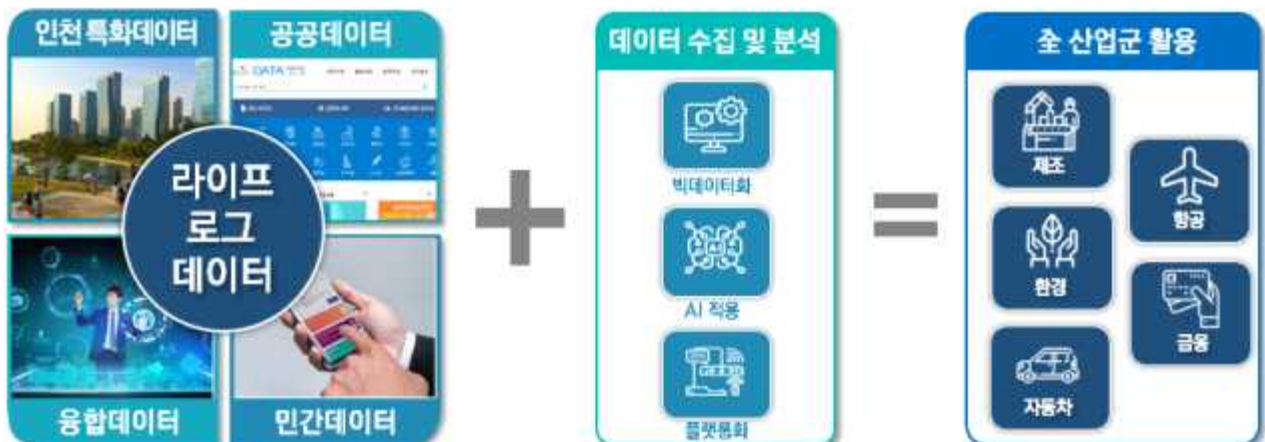 인천 특화데이터
공공데이터
DATA
라이프
로그
데이터
융합데이터
민간데이터
데이터 수집 및 분석
빅데이터화
AI
AI 적용
플랫폼화
全 산업군 활용
제조
항공
환경
금융
자동차